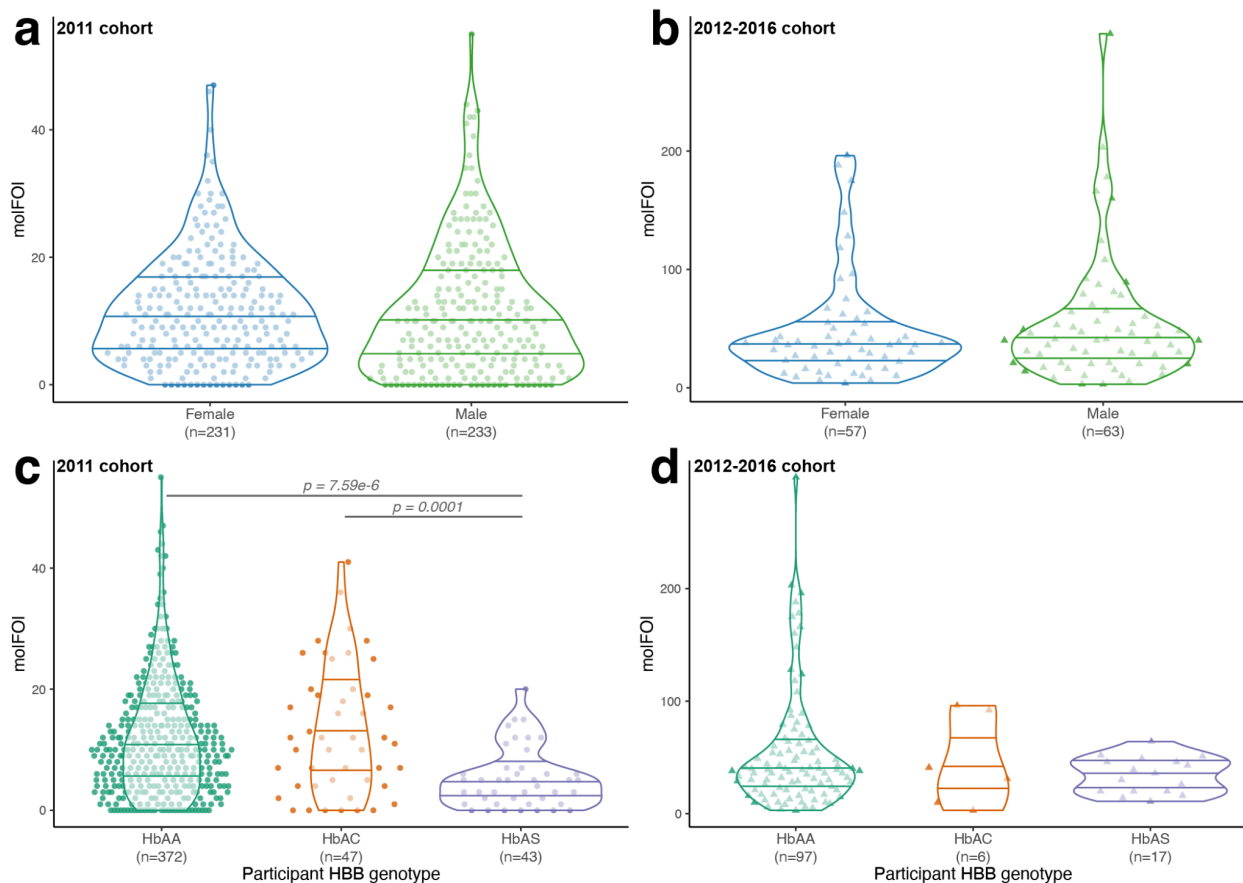 a 2011 cohort
molFOI
40
20
0
Female
(n=231)
Male
(n=233)
b 2012-2016 cohort
molFOI
200
100
0
Female
(n=57)
Male
(n=63)
c 2011 cohort
p = 7.59e-6
p = 0.0001
molFOI
40
20
0
HbAA
(n=372)
HbAC
(n=47)
HbAS
(n=43)
Participant HBB genotype
d 2012-2016 cohort
molFOI
200
100
0
HbAA
(n=97)
HbAC
(n=6)
HbAS
(n=17)
Participant HBB genotype